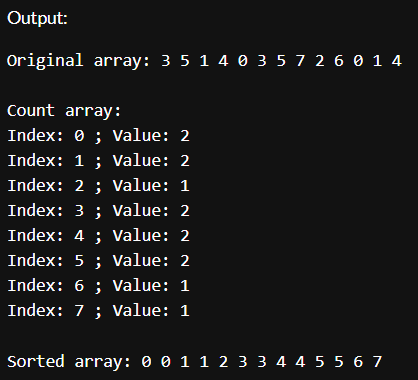 Output:
Original array: 3 5 1 4 0 3 5 7 2 6 0 1 4
Count array:
Index: 0 ; Value: 2
Index: 1 ; Value: 2
Index: 2 ; Value: 1
Index: 3 ; Value: 2
Index: 4 ; Value: 2
Index: 5 ; Value: 2
Index: 6 ; Value: 1
Index: 7 ; Value: 1
Sorted array: 0 0 1 1 2 3 3 4 4 5 5 6 7